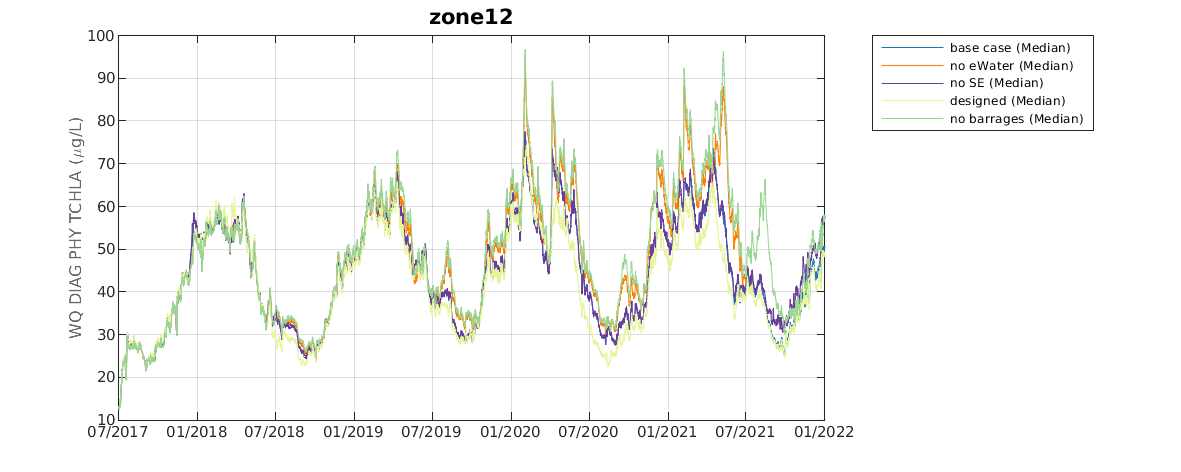 zone12
WQ DIAG PHY TCHLA (μg/L)
100
90
80
70
60
50
40
30
20
10
07/2017 01/2018 07/2018 01/2019 07/2019 01/2020 07/2020 01/2021 07/2021 01/2022
base case (Median)
no eWater (Median)
no SE (Median)
designed (Median)
no barrages (Median)